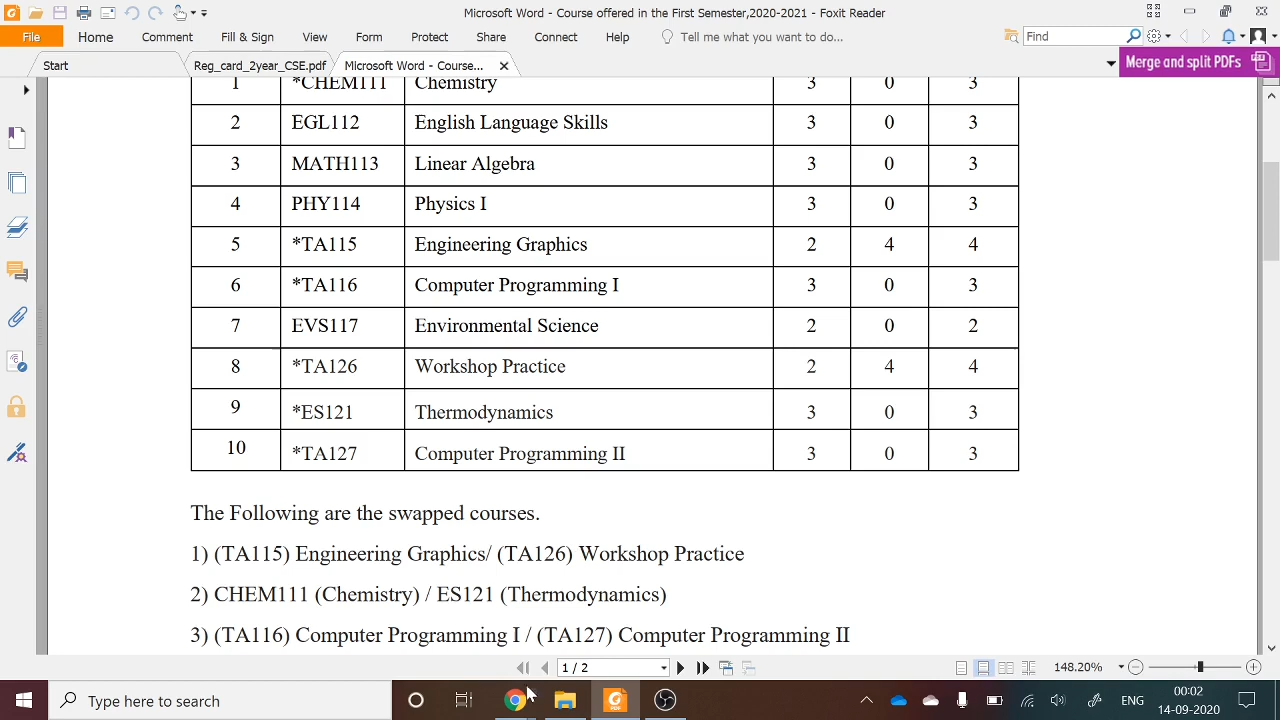 Microsoft Word - Course offered in the First Semester,2020-2021 - Foxit Reader
File Home Comment Fill & Sign View Form Protect Share Connect Help Tell me what you want to do... Find
Start Reg_card_2year_CSE.pdf Microsoft Word - Course... Merge and split PDFs
1 *CHEM111 Chemistry 3 0 3
2 EGL112 English Language Skills 3 0 3
3 MATH113 Linear Algebra 3 0 3
4 PHY114 Physics I 3 0 3
5 *TA115 Engineering Graphics 2 4 4
6 *TA116 Computer Programming I 3 0 3
7 EVS117 Environmental Science 2 0 2
8 *TA126 Workshop Practice 2 4 4
9 *ES121 Thermodynamics 3 0 3
10 *TA127 Computer Programming II 3 0 3
The Following are the swapped courses.
1) (TA115) Engineering Graphics/ (TA126) Workshop Practice
2) CHEM111 (Chemistry) / ES121 (Thermodynamics)
3) (TA116) Computer Programming I / (TA127) Computer Programming II
1 / 2 148.20%
Type here to search ENG 00:02
14-09-2020